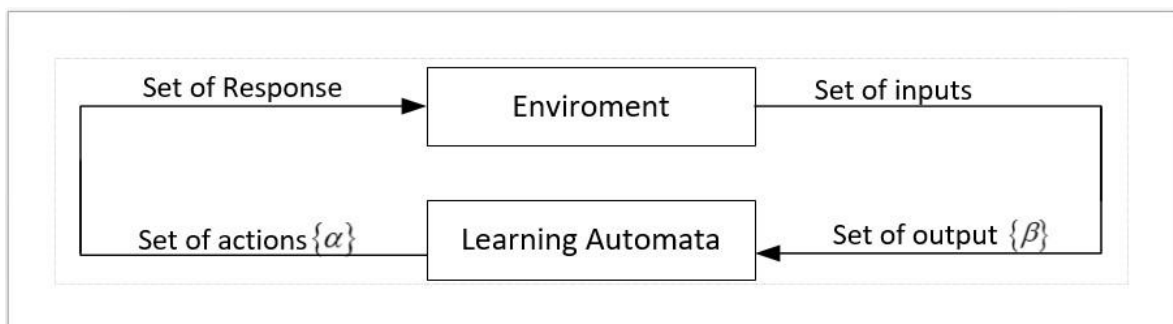 Set of Response
Enviroment
Set of inputs
Set of actions {α}
Learning Automata
Set of output {β}